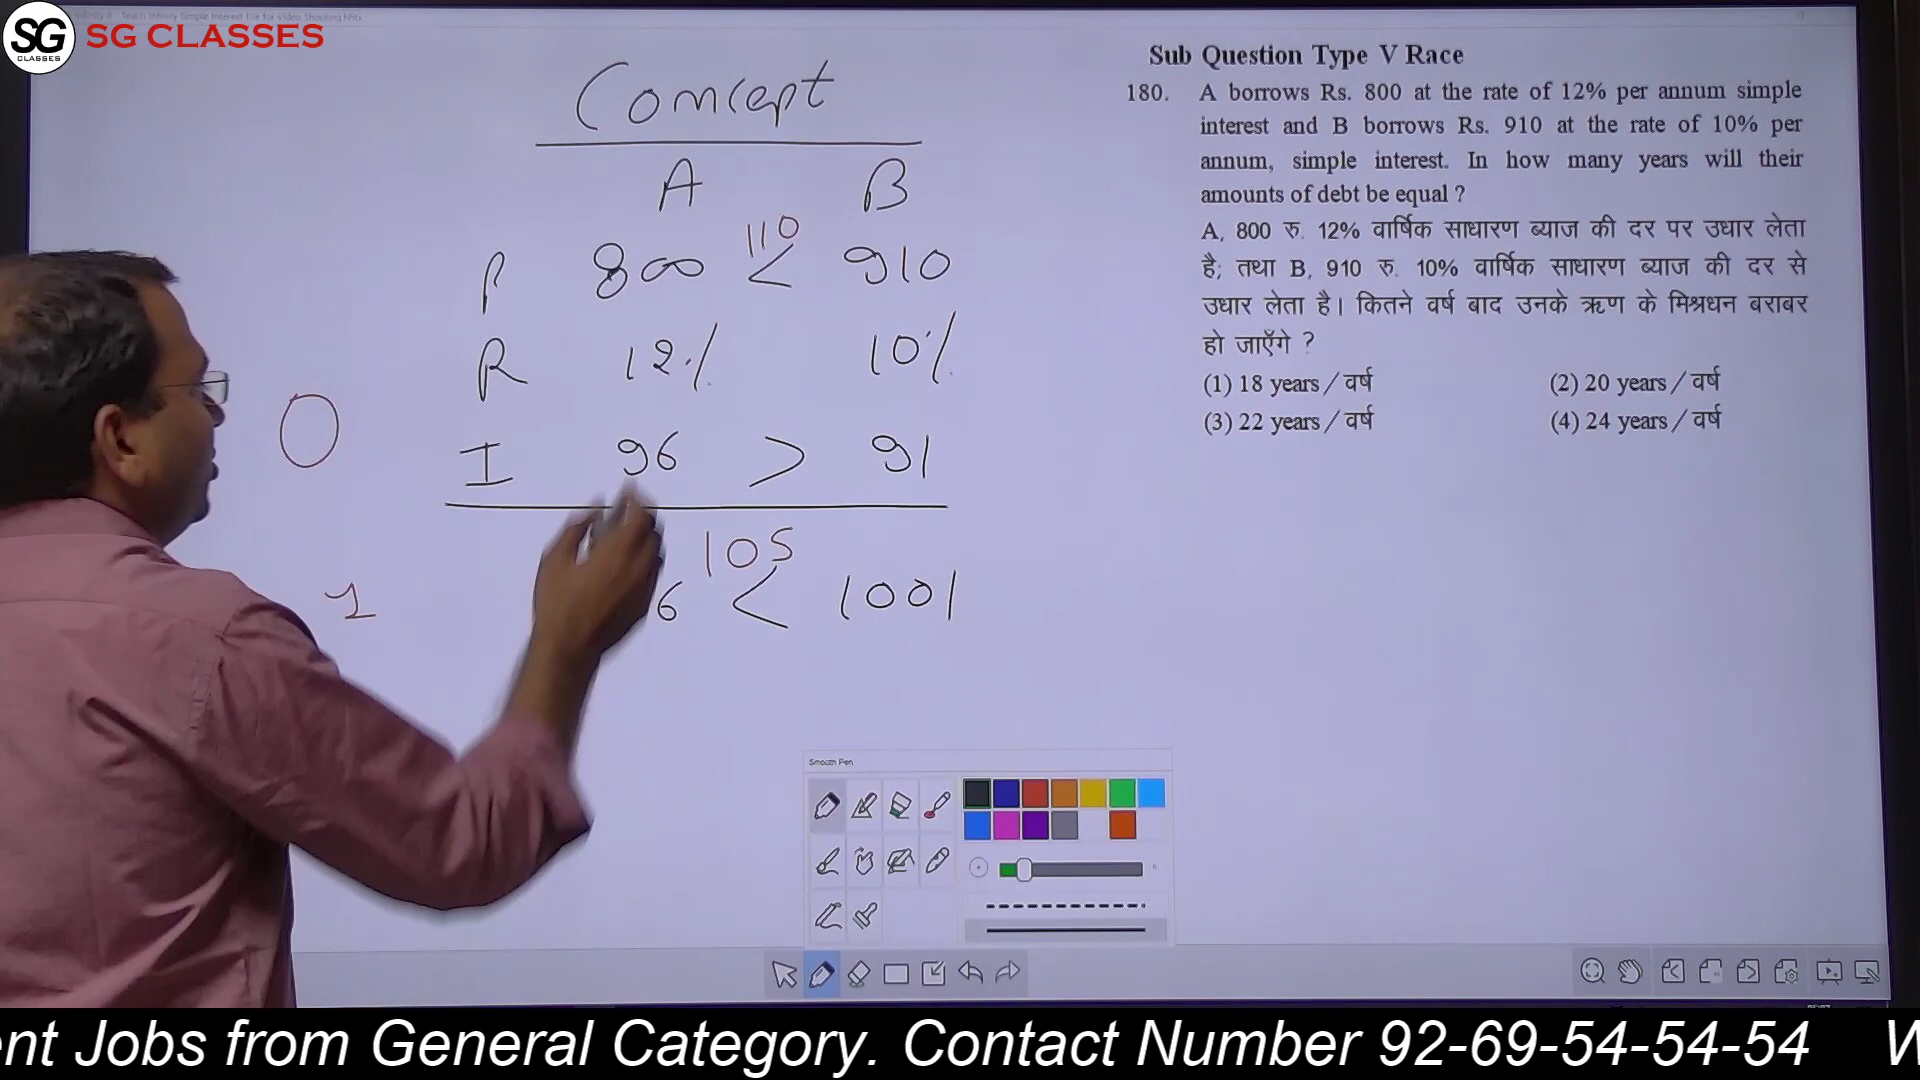 SG CLASSES
SG
CLASSES
Concept
A B
110
P 800 < 910
R 12% 10%
I 96 > 91
0
105
1 6 < 1001
Sub Question Type V Race
180. A borrows Rs. 800 at the rate of 12% per annum simple
interest and B borrows Rs. 910 at the rate of 10% per
annum, simple interest. In how many years will their
amounts of debt be equal ?
A, 800 रु. 12% वार्षिक साधारण ब्याज की दर पर उधार लेता
है; तथा B, 910 रु. 10% वार्षिक साधारण ब्याज की दर से
उधार लेता है। कितने वर्ष बाद उनके ऋण के मिश्रधन बराबर
हो जाएँगे ?
(1) 18 years / वर्ष (2) 20 years / वर्ष
(3) 22 years / वर्ष (4) 24 years / वर्ष
Smooth Pen
ent Jobs from General Category. Contact Number 92-69-54-54-54 W